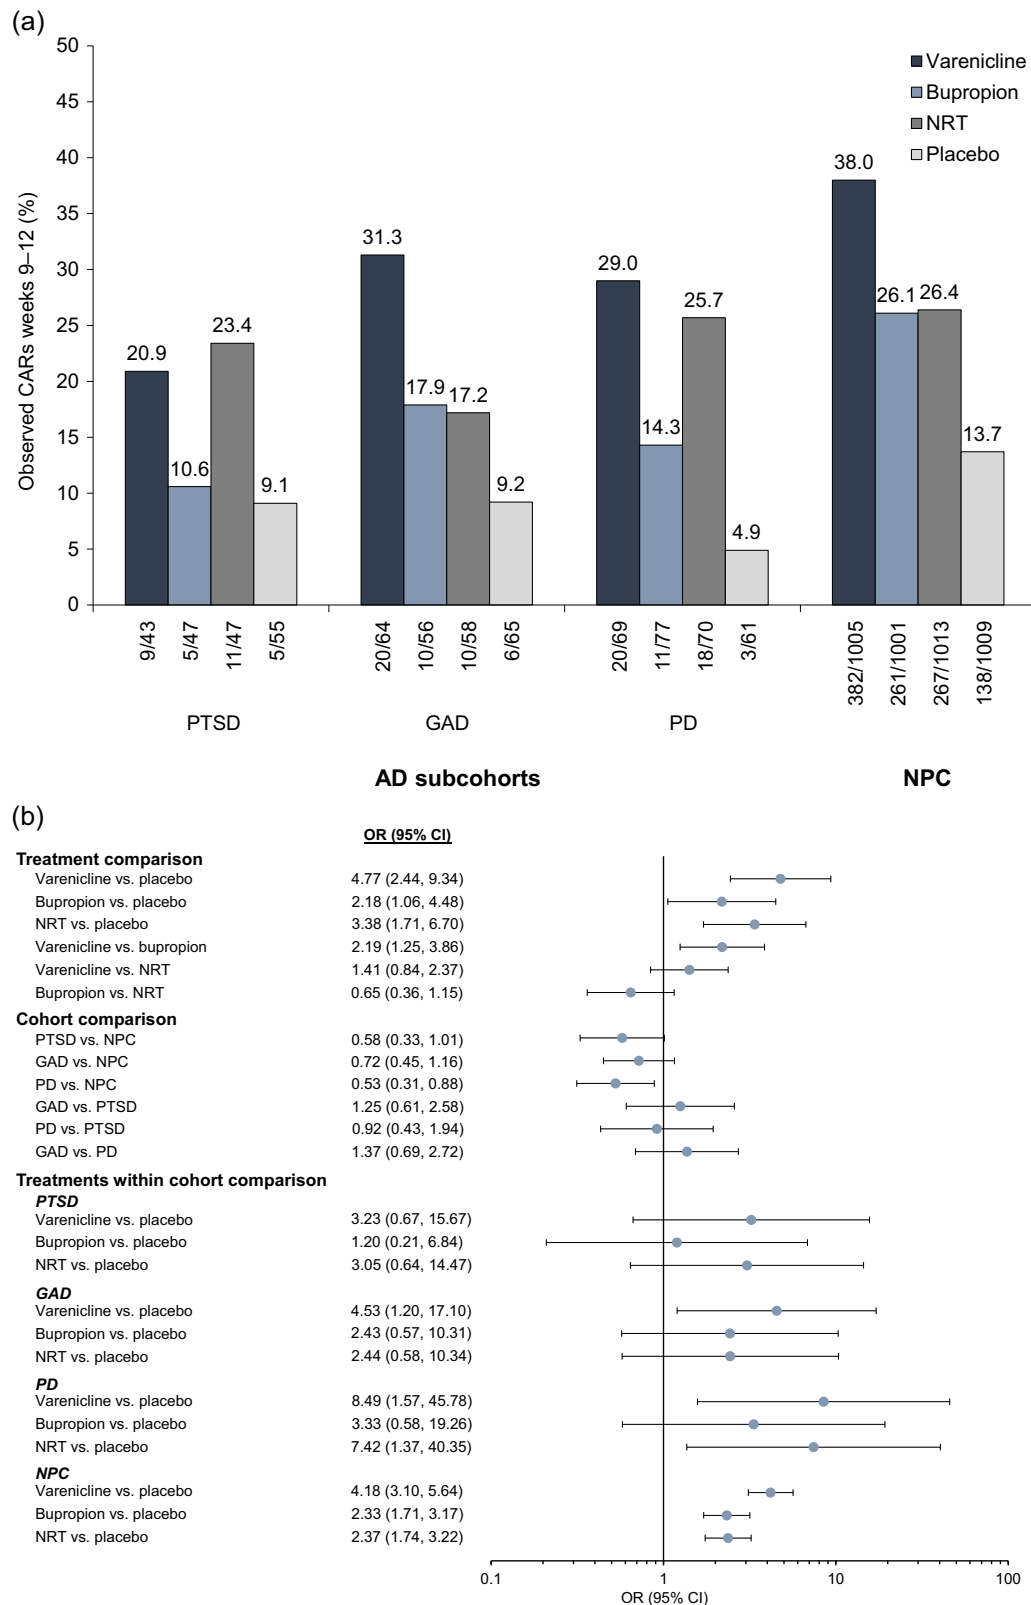 (a)
50
45
40
35
30
25
20
15
10
5
0
Observed CARs weeks 9–12 (%)
Varenicline
Bupropion
NRT
Placebo
20.9
10.6
23.4
9.1
31.3
17.9
17.2
9.2
29.0
14.3
25.7
4.9
38.0
26.1
26.4
13.7
9/43
5/47
11/47
5/55
20/64
10/56
10/58
6/65
20/69
11/77
18/70
3/61
382/1005
261/1001
267/1013
138/1009
PTSD
GAD
PD
AD subcohorts
NPC
(b)
OR (95% CI)
Treatment comparison
Varenicline vs. placebo 4.77 (2.44, 9.34)
Bupropion vs. placebo 2.18 (1.06, 4.48)
NRT vs. placebo 3.38 (1.71, 6.70)
Varenicline vs. bupropion 2.19 (1.25, 3.86)
Varenicline vs. NRT 1.41 (0.84, 2.37)
Bupropion vs. NRT 0.65 (0.36, 1.15)
Cohort comparison
PTSD vs. NPC 0.58 (0.33, 1.01)
GAD vs. NPC 0.72 (0.45, 1.16)
PD vs. NPC 0.53 (0.31, 0.88)
GAD vs. PTSD 1.25 (0.61, 2.58)
PD vs. PTSD 0.92 (0.43, 1.94)
GAD vs. PD 1.37 (0.69, 2.72)
Treatments within cohort comparison
PTSD
Varenicline vs. placebo 3.23 (0.67, 15.67)
Bupropion vs. placebo 1.20 (0.21, 6.84)
NRT vs. placebo 3.05 (0.64, 14.47)
GAD
Varenicline vs. placebo 4.53 (1.20, 17.10)
Bupropion vs. placebo 2.43 (0.57, 10.31)
NRT vs. placebo 2.44 (0.58, 10.34)
PD
Varenicline vs. placebo 8.49 (1.57, 45.78)
Bupropion vs. placebo 3.33 (0.58, 19.26)
NRT vs. placebo 7.42 (1.37, 40.35)
NPC
Varenicline vs. placebo 4.18 (3.10, 5.64)
Bupropion vs. placebo 2.33 (1.71, 3.17)
NRT vs. placebo 2.37 (1.74, 3.22)
0.1 1 10 100
OR (95% CI)